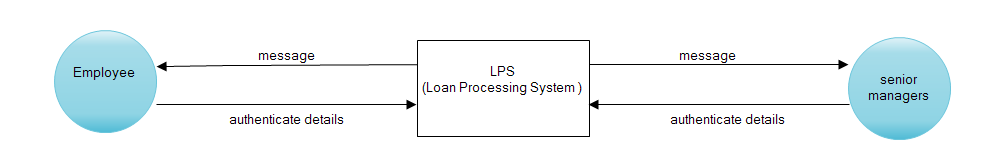 Employee
message
LPS
(Loan Processing System )
message
senior
managers
authenticate details
authenticate details